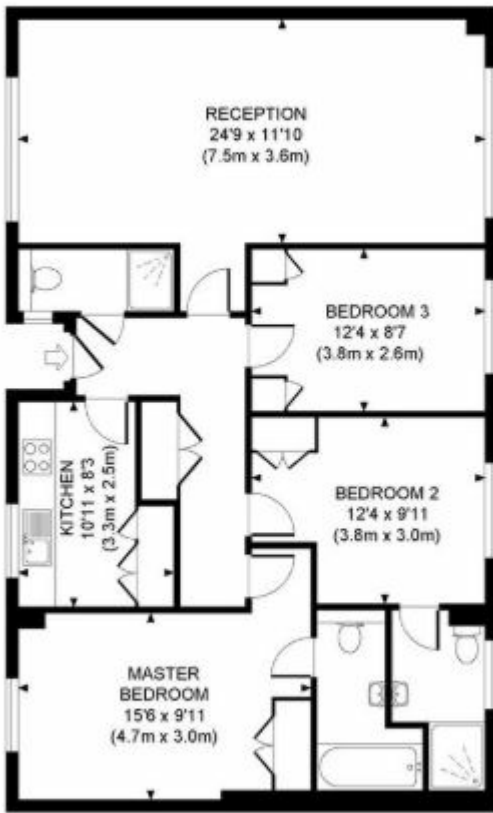 RECEPTION
24'9 x 11'10
(7.5m x 3.6m)
BEDROOM 3
12'4 x 8'7
(3.8m x 2.6m)
KITCHEN
10'11 x 8'3
(3.3m x 2.5m)
BEDROOM 2
12'4 x 9'11
(3.8m x 3.0m)
MASTER
BEDROOM
15'6 x 9'11
(4.7m x 3.0m)